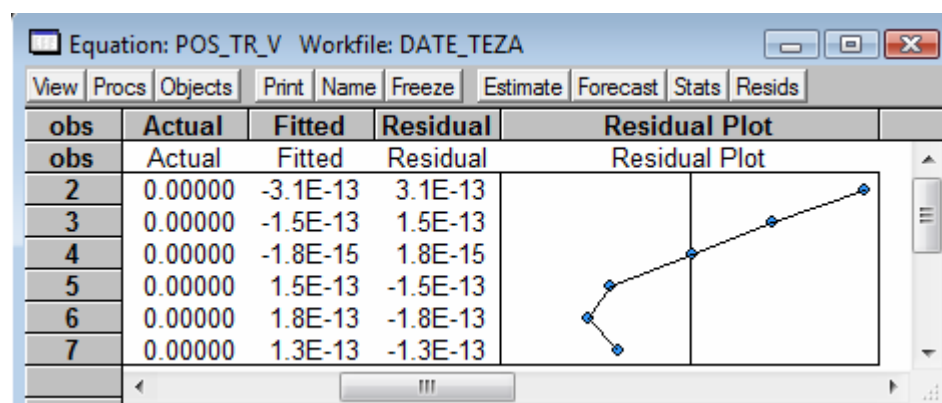 Equation: POS_TR_V Workfile: DATE_TEZA
View Procs Objects Print Name Freeze Estimate Forecast Stats Resids
obs Actual Fitted Residual Residual Plot
obs Actual Fitted Residual Residual Plot
2 0.00000 -3.1E-13 3.1E-13
3 0.00000 -1.5E-13 1.5E-13
4 0.00000 -1.8E-15 1.8E-15
5 0.00000 1.5E-13 -1.5E-13
6 0.00000 1.8E-13 -1.8E-13
7 0.00000 1.3E-13 -1.3E-13